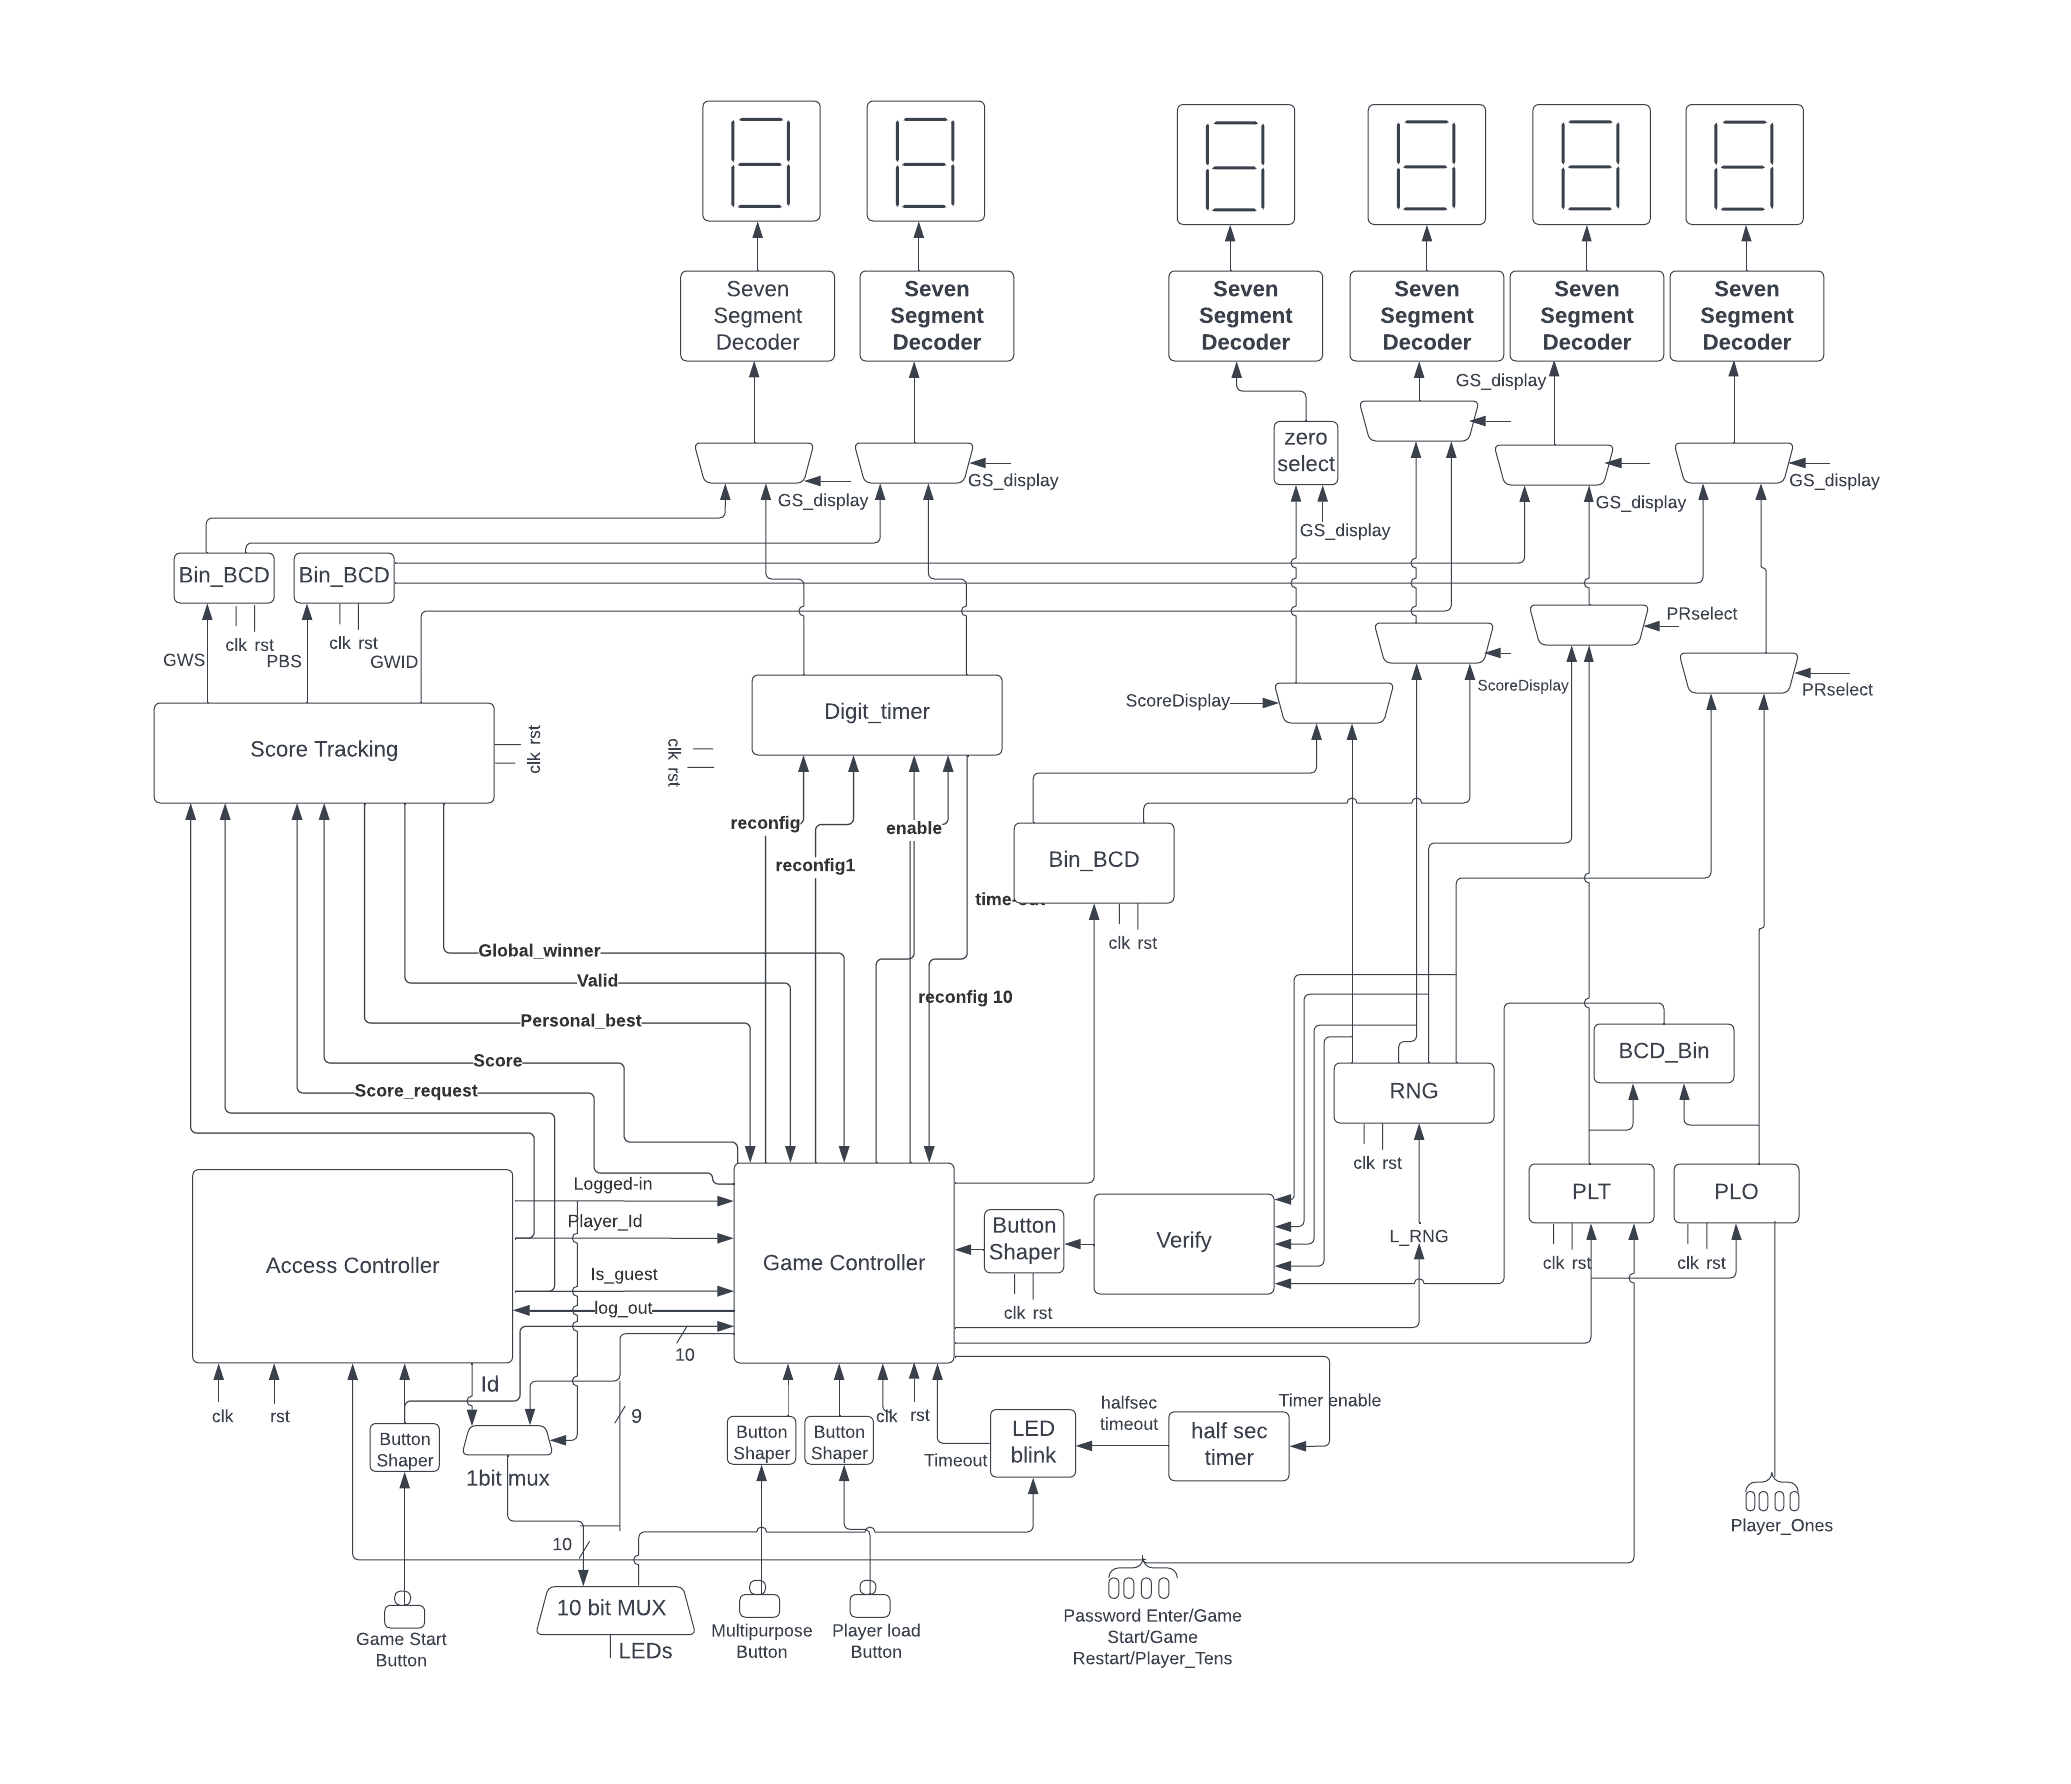 Seven
Segment
Decoder
Seven
Segment
Decoder
Seven
Segment
Decoder
Seven
Segment
Decoder
Seven
Segment
Decoder
Seven
Segment
Decoder
GS_display
zero
select
GS_display
GS_display
GS_display
GS_display
GS_display
Bin_BCD
Bin_BCD
clk rst
clk rst
GWS
PBS
GWID
PRselect
PRselect
ScoreDisplay
ScoreDisplay
Score Tracking
clk rst
clk rst
Digit_timer
reconfig
enable
reconfig1
Bin_BCD
clk rst
Global_winner
Valid
reconfig 10
Personal_best
Score
Score_request
BCD_Bin
RNG
clk rst
Logged-in
Player_Id
Is_guest
log_out
10
Access Controller
Game Controller
Button
Shaper
clk rst
Verify
L_RNG
PLT
clk rst
PLO
clk rst
clk
rst
Id
Button
Shaper
1bit mux
9
10
Button
Shaper
Button
Shaper
clk
rst
Timeout
LED
blink
halfsec
timeout
half sec
timer
Timer enable
Player_Ones
Game Start
Button
10 bit MUX
LEDs
Multipurpose
Button
Player load
Button
Password Enter/Game
Start/Game
Restart/Player_Tens